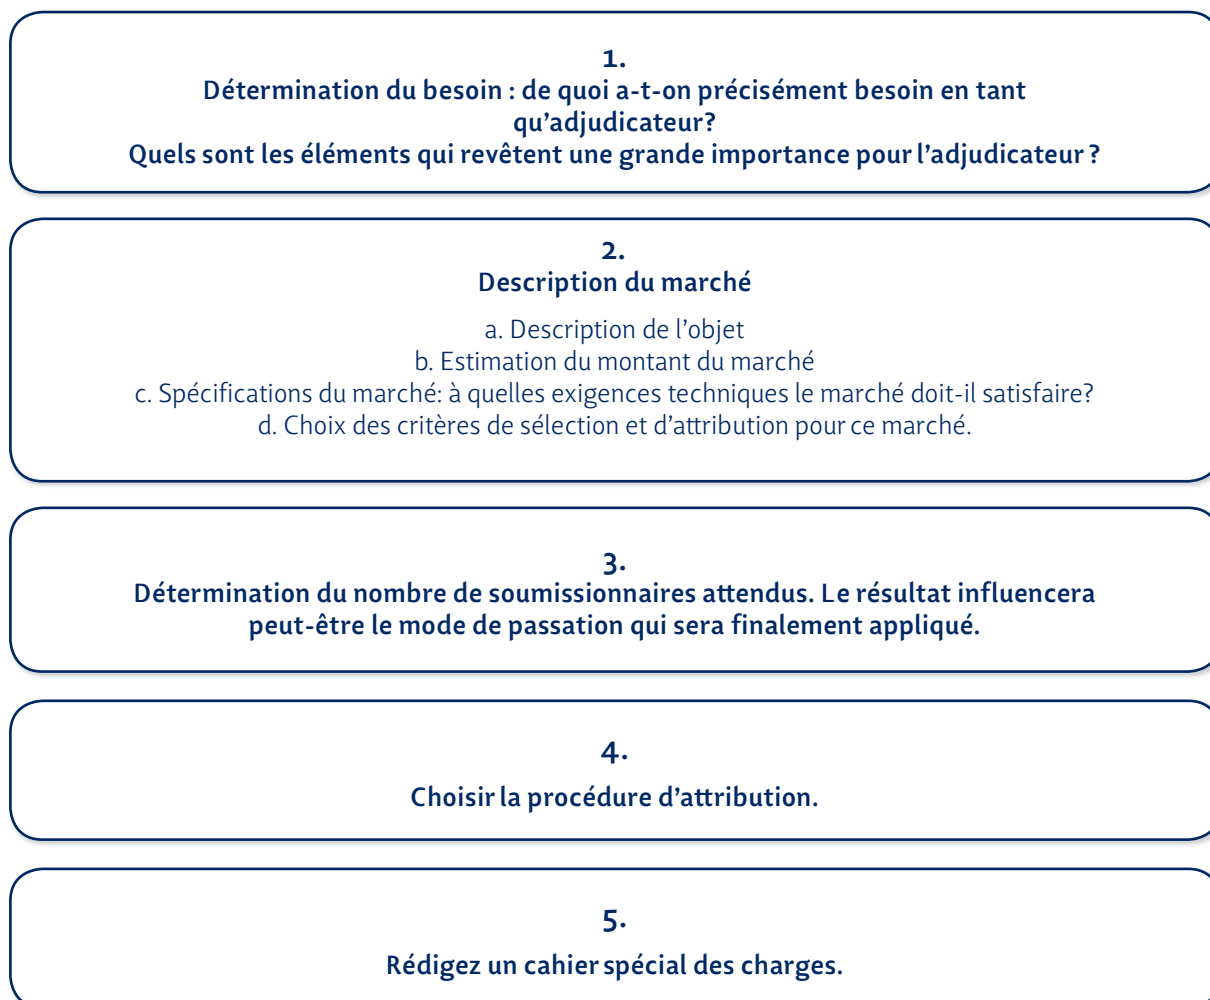 1.
Détermination du besoin : de quoi a-t-on précisément besoin en tant
qu’adjudicateur?
Quels sont les éléments qui revêtent une grande importance pour l’adjudicateur ?
2.
Description du marché
a. Description de l’objet
b. Estimation du montant du marché
c. Spécifications du marché: à quelles exigences techniques le marché doit-il satisfaire?
d. Choix des critères de sélection et d’attribution pour ce marché.
3.
Détermination du nombre de soumissionnaires attendus. Le résultat influencera
peut-être le mode de passation qui sera finalement appliqué.
4.
Choisir la procédure d’attribution.
5.
Rédigez un cahier spécial des charges.